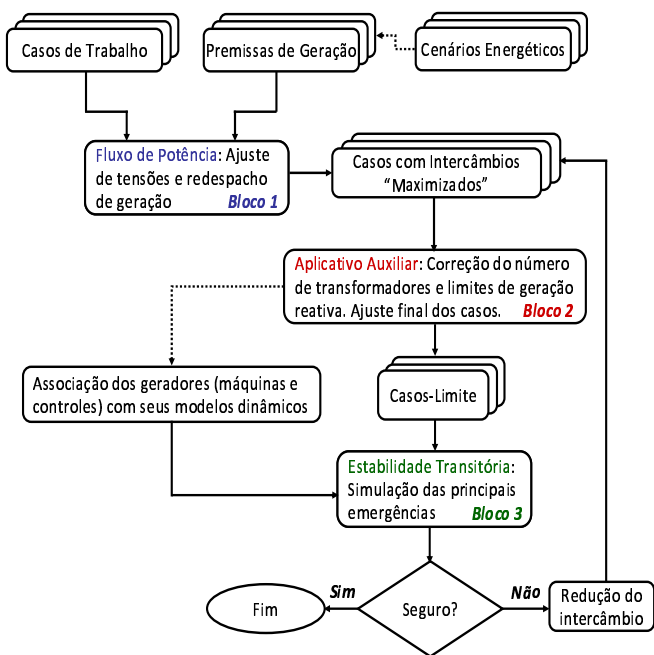 Casos de Trabalho
Premissas de Geração
Cenários Energéticos
Fluxo de Potência: Ajuste
de tensões e redespacho
de geração Bloco 1
Casos com Intercâmbios
“Maximizados”
Aplicativo Auxiliar: Correção do número
de transformadores e limites de geração
reativa. Ajuste final dos casos. Bloco 2
Associação dos geradores (máquinas e
controles) com seus modelos dinâmicos
Casos-Limite
Estabilidade Transitória:
Simulação das principais
emergências Bloco 3
Fim
Sim
Seguro?
Não
Redução do
intercâmbio